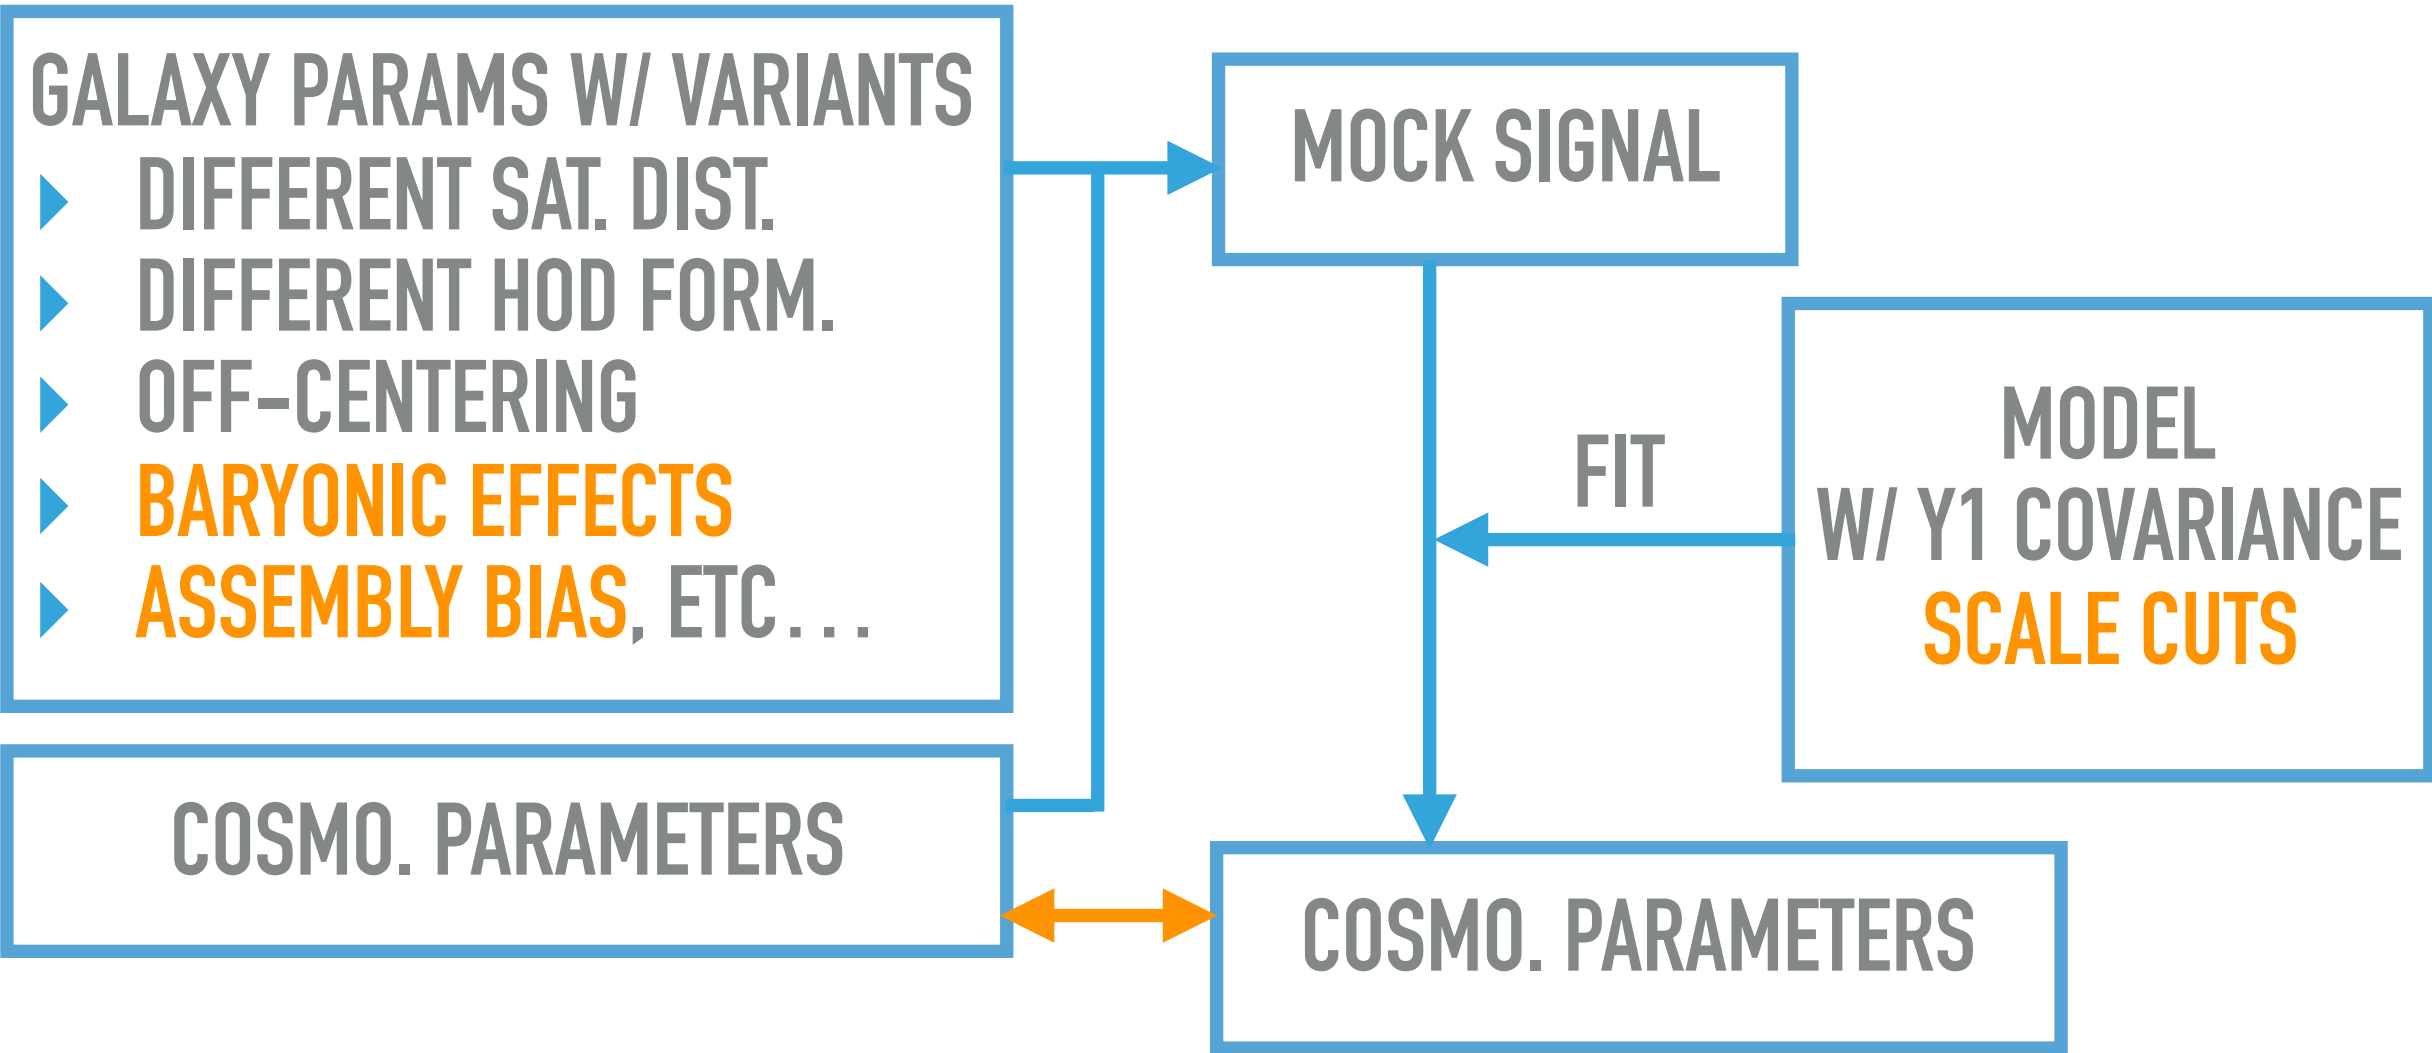 GALAXY PARAMS W/ VARIANTS
DIFFERENT SAT. DIST.
DIFFERENT HOD FORM.
OFF-CENTERING
BARYONIC EFFECTS
ASSEMBLY BIAS, ETC...
COSMO. PARAMETERS
MOCK SIGNAL
FIT
MODEL
W/ Y1 COVARIANCE
SCALE CUTS
COSMO. PARAMETERS